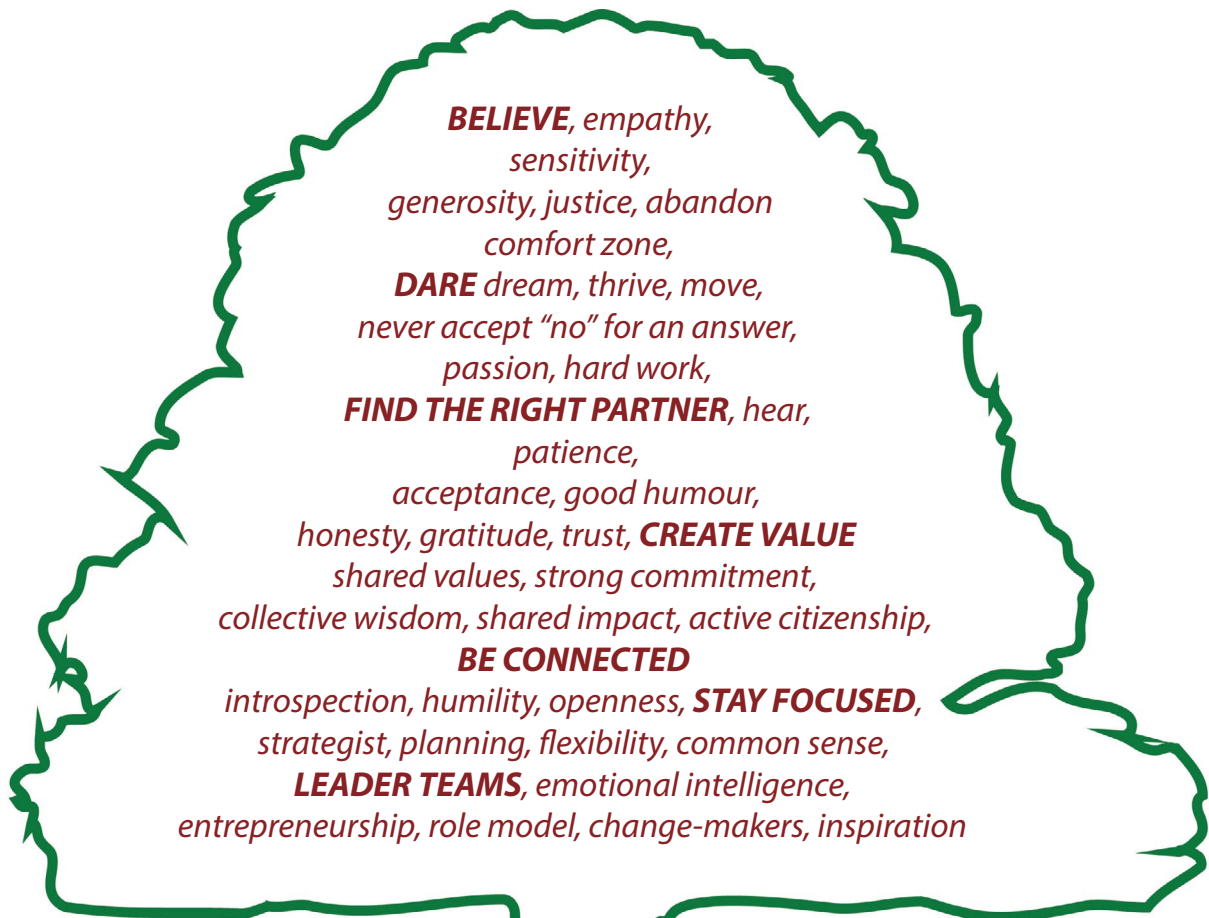 BELIEVE, empathy,
sensitivity,
generosity, justice, abandon
comfort zone,
DARE dream, thrive, move,
never accept “no” for an answer,
passion, hard work,
FIND THE RIGHT PARTNER, hear,
patience,
acceptance, good humour,
honesty, gratitude, trust, CREATE VALUE
shared values, strong commitment,
collective wisdom, shared impact, active citizenship,
BE CONNECTED
introspection, humility, openness, STAY FOCUSED,
strategist, planning, flexibility, common sense,
LEADER TEAMS, emotional intelligence,
entrepreneurship, role model, change-makers, inspiration